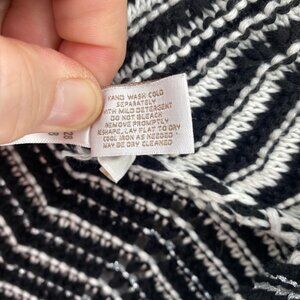 HAND WASH COLD
SEPARATELY
WITH MILD DETERGENT
DO NOT BLEACH
REMOVE PROMPTLY
RESHAPE, LAY FLAT TO DRY
COOL IRON AS NEEDED
MAY BE DRY CLEANED